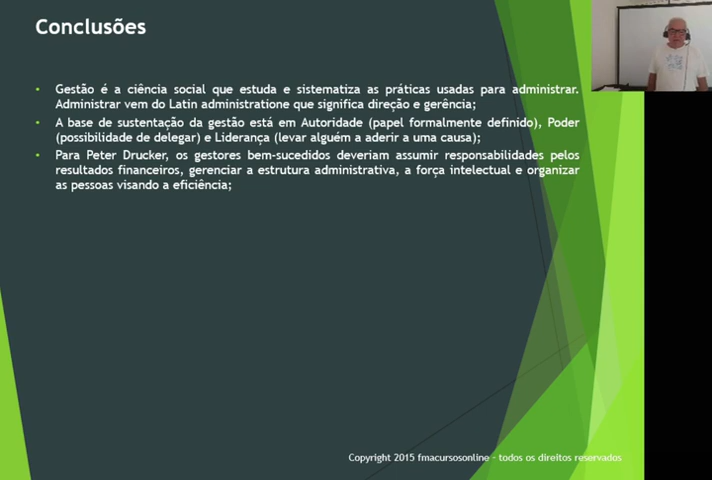 Conclusões
• Gestão é a ciência social que estuda e sistematiza as práticas usadas para administrar.
Administrar vem do Latin administratione que significa direção e gerência;
• A base de sustentação da gestão está em Autoridade (papel formalmente definido), Poder
(possibilidade de delegar) e Liderança (levar alguém a aderir a uma causa);
• Para Peter Drucker, os gestores bem-sucedidos deveriam assumir responsabilidades pelos
resultados financeiros, gerenciar a estrutura administrativa, a força intelectual e organizar
as pessoas visando a eficiência;
Copyright 2015 fmacursosonline - todos os direitos reservados